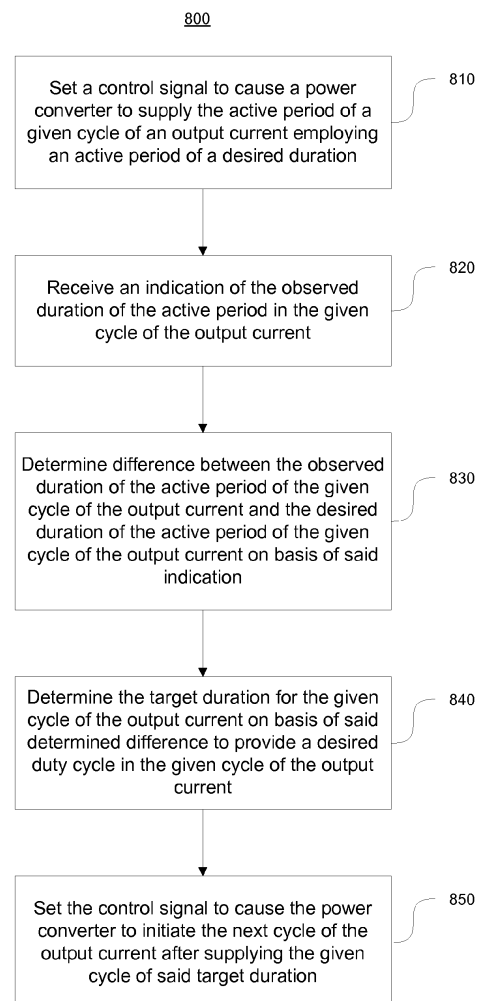 800
Set a control signal to cause a power
converter to supply the active period of a
given cycle of an output current employing
an active period of a desired duration
810
Receive an indication of the observed
duration of the active period in the given
cycle of the output current
820
Determine difference between the observed
duration of the active period of the given
cycle of the output current and the desired
duration of the active period of the given
cycle of the output current on basis of said
indication
830
Determine the target duration for the given
cycle of the output current on basis of said
determined difference to provide a desired
duty cycle in the given cycle of the output
current
840
Set the control signal to cause the power
converter to initiate the next cycle of the
output current after supplying the given
cycle of said target duration
850